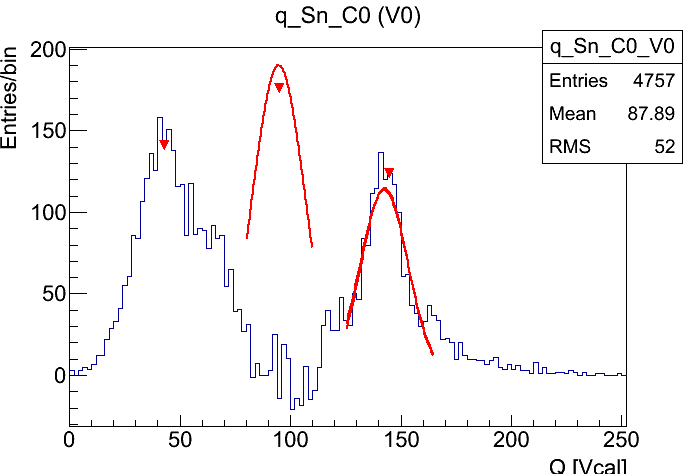 q_Sn_C0 (V0)
Entries/bin
q_Sn_C0_V0
Entries 4757
Mean 87.89
RMS 52
200
150
100
50
0
0 50 100 150 200 250
Q [Vcal]